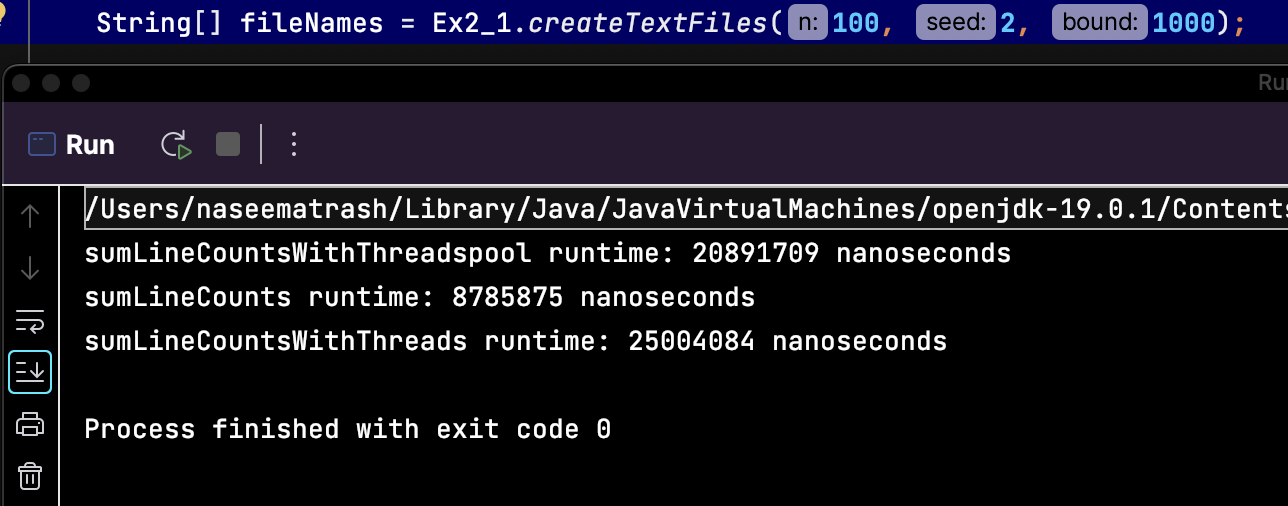 String[] fileNames = Ex2_1.createTextFiles( n: 100, seed: 2, bound: 1000);
Run
/Users/naseematrash/Library/Java/JavaVirtualMachines/openjdk-19.0.1/Contents
sumLineCountsWithThreadspool runtime: 20891709 nanoseconds
sumLineCounts runtime: 8785875 nanoseconds
sumLineCountsWithThreads runtime: 25004084 nanoseconds
Process finished with exit code 0